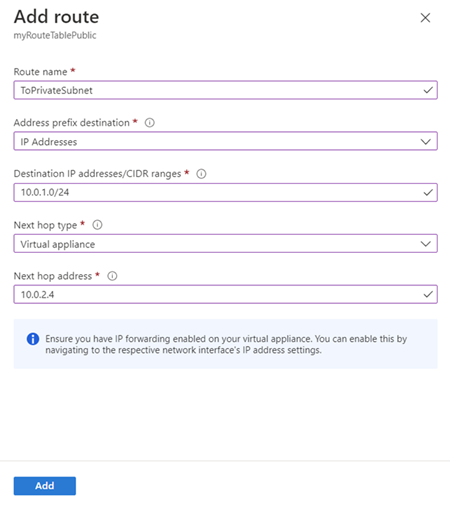 Add route
myRouteTablePublic
Route name *
ToPrivateSubnet
Address prefix destination *
IP Addresses
Destination IP addresses/CIDR ranges *
10.0.1.0/24
Next hop type *
Virtual appliance
Next hop address *
10.0.2.4
Ensure you have IP forwarding enabled on your virtual appliance. You can enable this by
navigating to the respective network interface's IP address settings.
Add